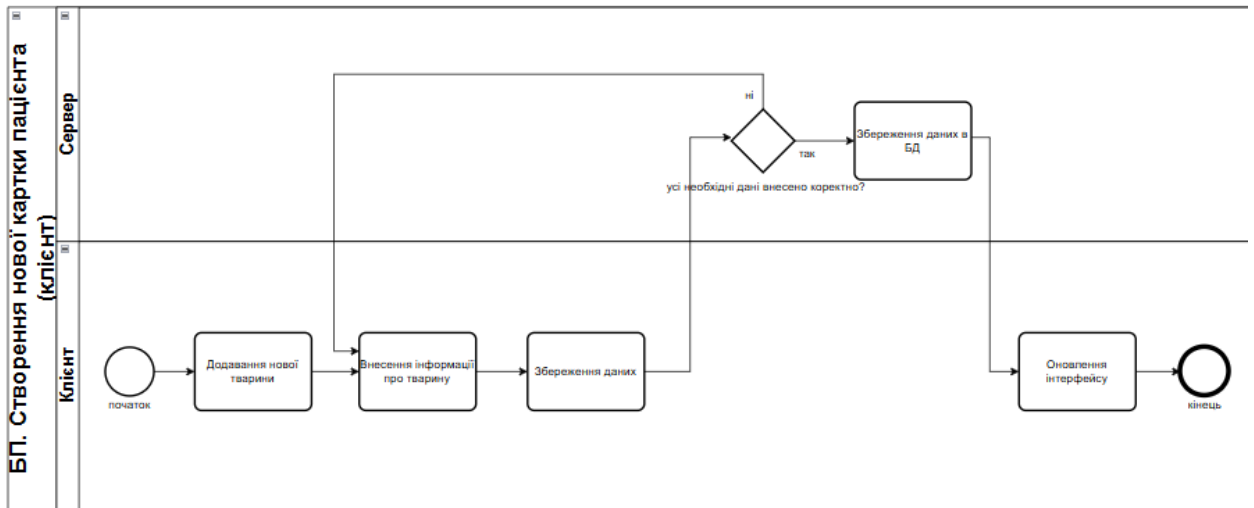 БП. Створення нової картки пацієнта
(клієнт)
Сервер
ні
так
Збереження даних в
БД
усі необхідні дані внесено коректно?
Клієнт
початок
Додавання нової
тварини
Внесення інформації
про тварину
Збереження даних
Оновлення
інтерфейсу
кінець